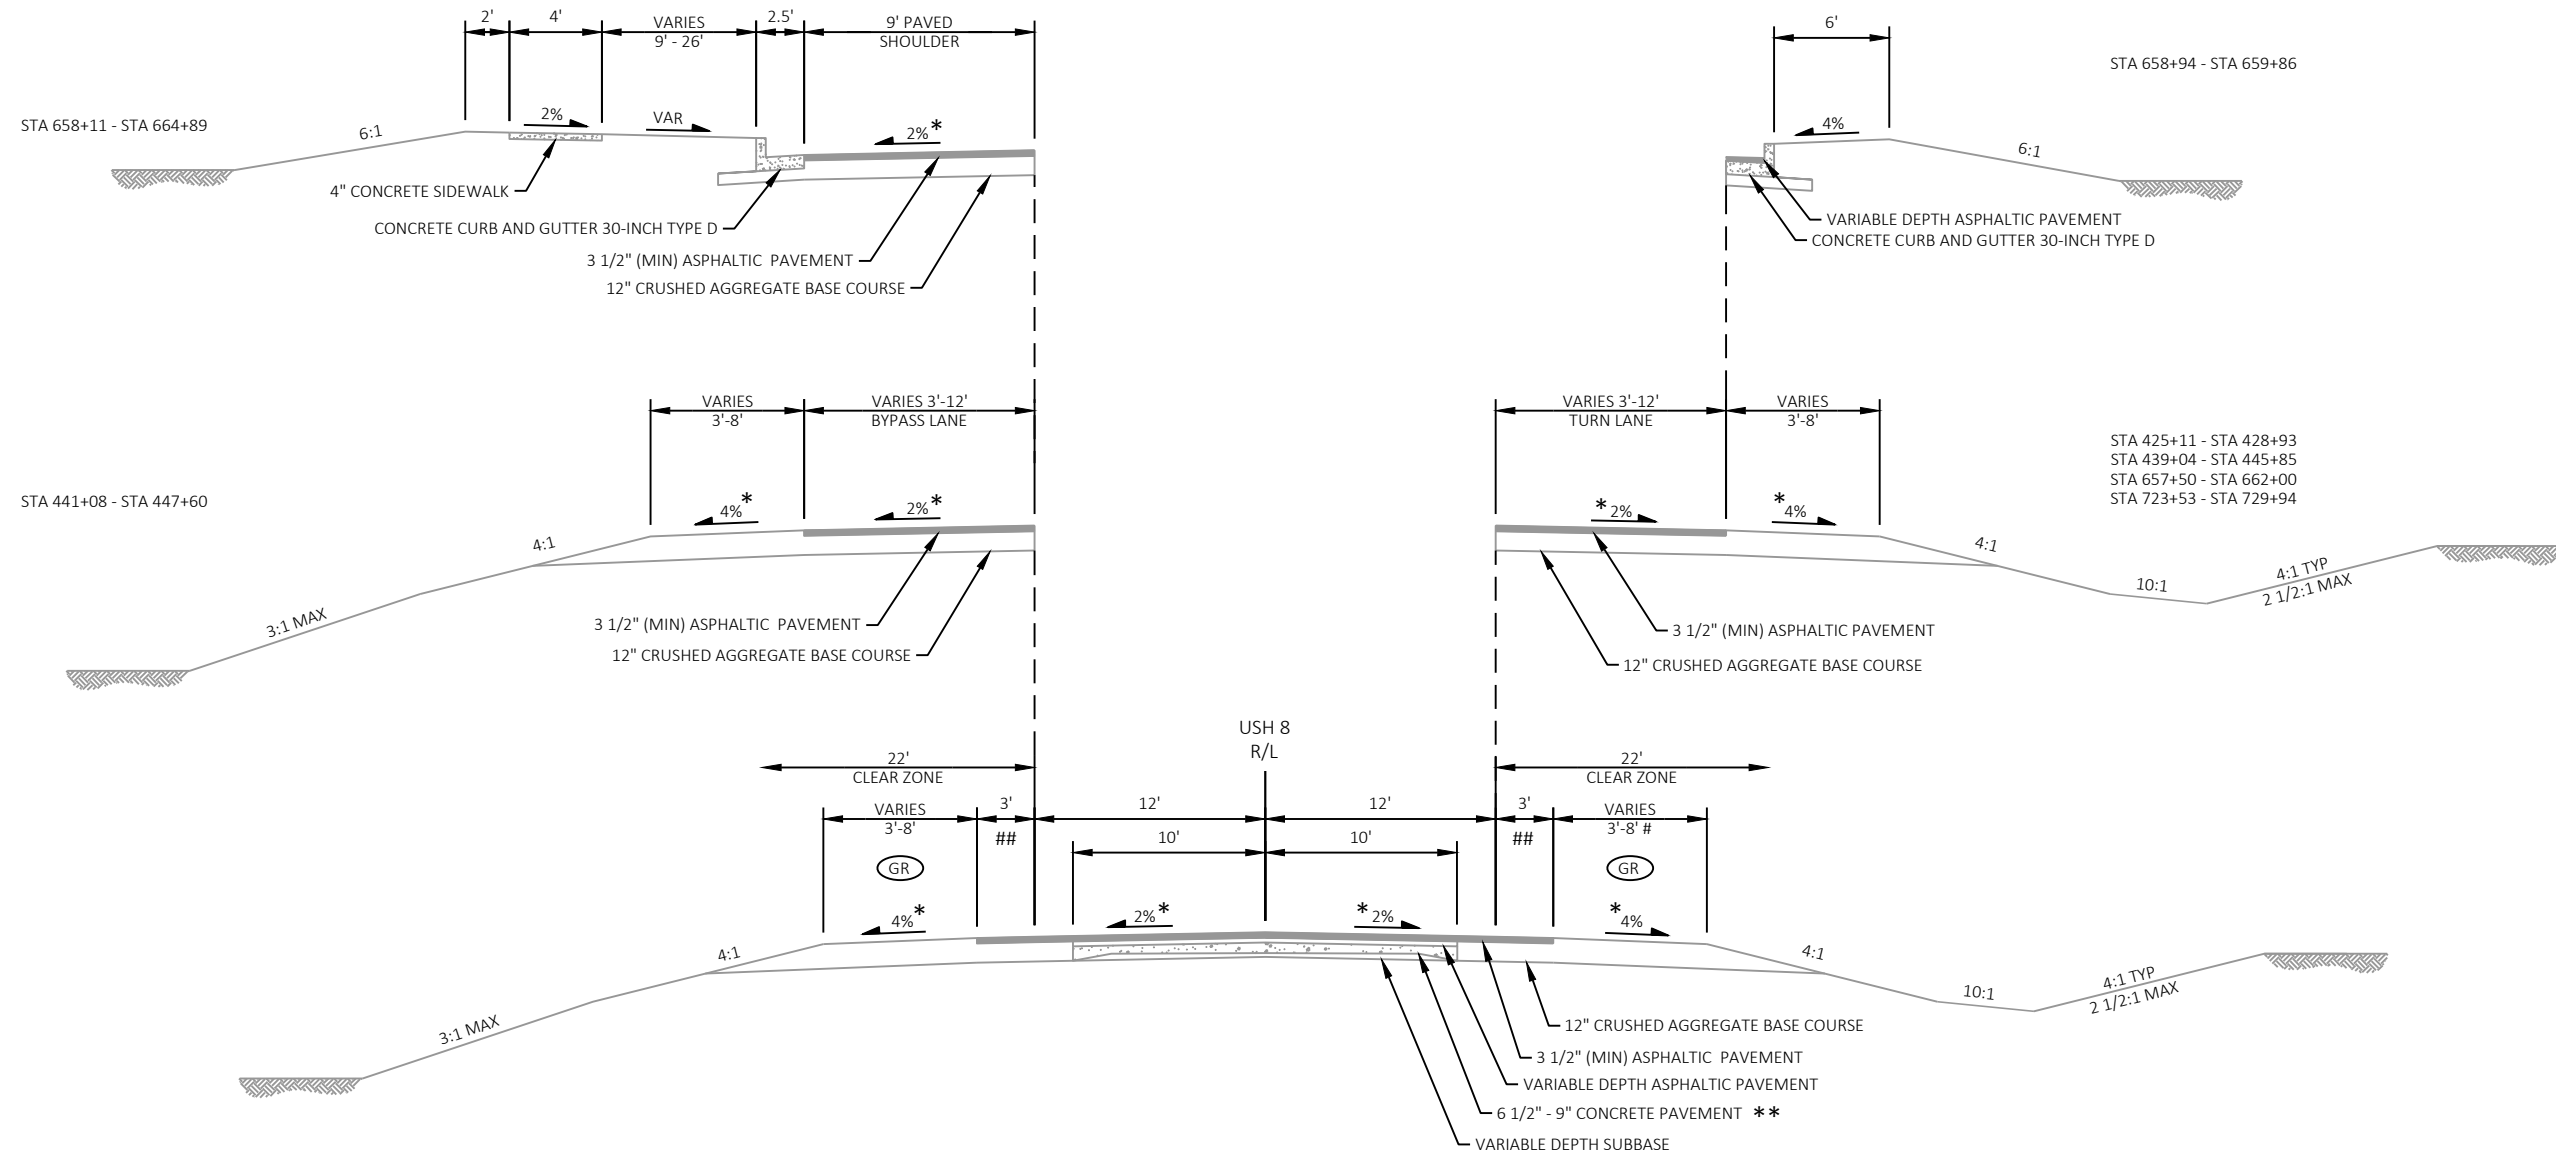 2'
4'
VARIES
9' - 26'
2.5'
9' PAVED
SHOULDER
6'
STA 658+94 - STA 659+86
STA 658+11 - STA 664+89
6:1
2%
VAR
2%*
4%
6:1
4" CONCRETE SIDEWALK
CONCRETE CURB AND GUTTER 30-INCH TYPE D
3 1/2" (MIN) ASPHALTIC PAVEMENT
12" CRUSHED AGGREGATE BASE COURSE
VARIABLE DEPTH ASPHALTIC PAVEMENT
CONCRETE CURB AND GUTTER 30-INCH TYPE D
VARIES
3'-8'
VARIES 3'-12'
BYPASS LANE
VARIES 3'-12'
TURN LANE
VARIES
3'-8'
STA 425+11 - STA 428+93
STA 439+04 - STA 445+85
STA 657+50 - STA 662+00
STA 723+53 - STA 729+94
STA 441+08 - STA 447+60
4%*
2%*
*2%
*4%
4:1
3:1 MAX
4:1
10:1
4:1 TYP
2 1/2:1 MAX
3 1/2" (MIN) ASPHALTIC PAVEMENT
12" CRUSHED AGGREGATE BASE COURSE
3 1/2" (MIN) ASPHALTIC PAVEMENT
12" CRUSHED AGGREGATE BASE COURSE
USH 8
R/L
22'
CLEAR ZONE
22'
CLEAR ZONE
VARIES
3'-8'
3'
##
12'
12'
3'
##
VARIES
3'-8' #
10'
10'
GR
GR
4%*
2%*
*2%
*4%
4:1
3:1 MAX
4:1
10:1
4:1 TYP
2 1/2:1 MAX
12" CRUSHED AGGREGATE BASE COURSE
3 1/2" (MIN) ASPHALTIC PAVEMENT
VARIABLE DEPTH ASPHALTIC PAVEMENT
6 1/2" - 9" CONCRETE PAVEMENT **
VARIABLE DEPTH SUBBASE